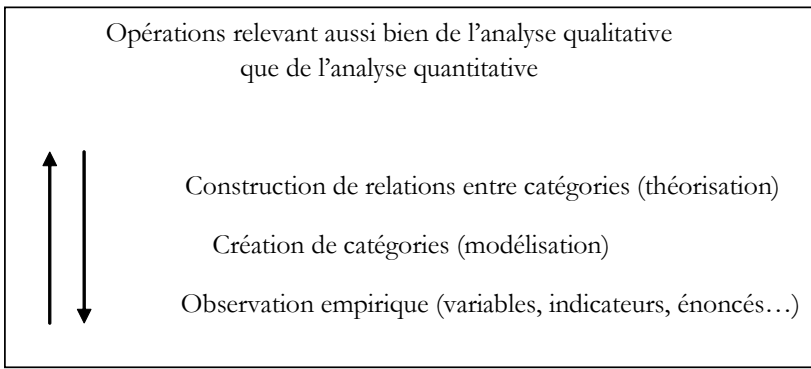 Opérations relevant aussi bien de l’analyse qualitative
que de l’analyse quantitative
Construction de relations entre catégories (théorisation)
Création de catégories (modélisation)
Observation empirique (variables, indicateurs, énoncés…)